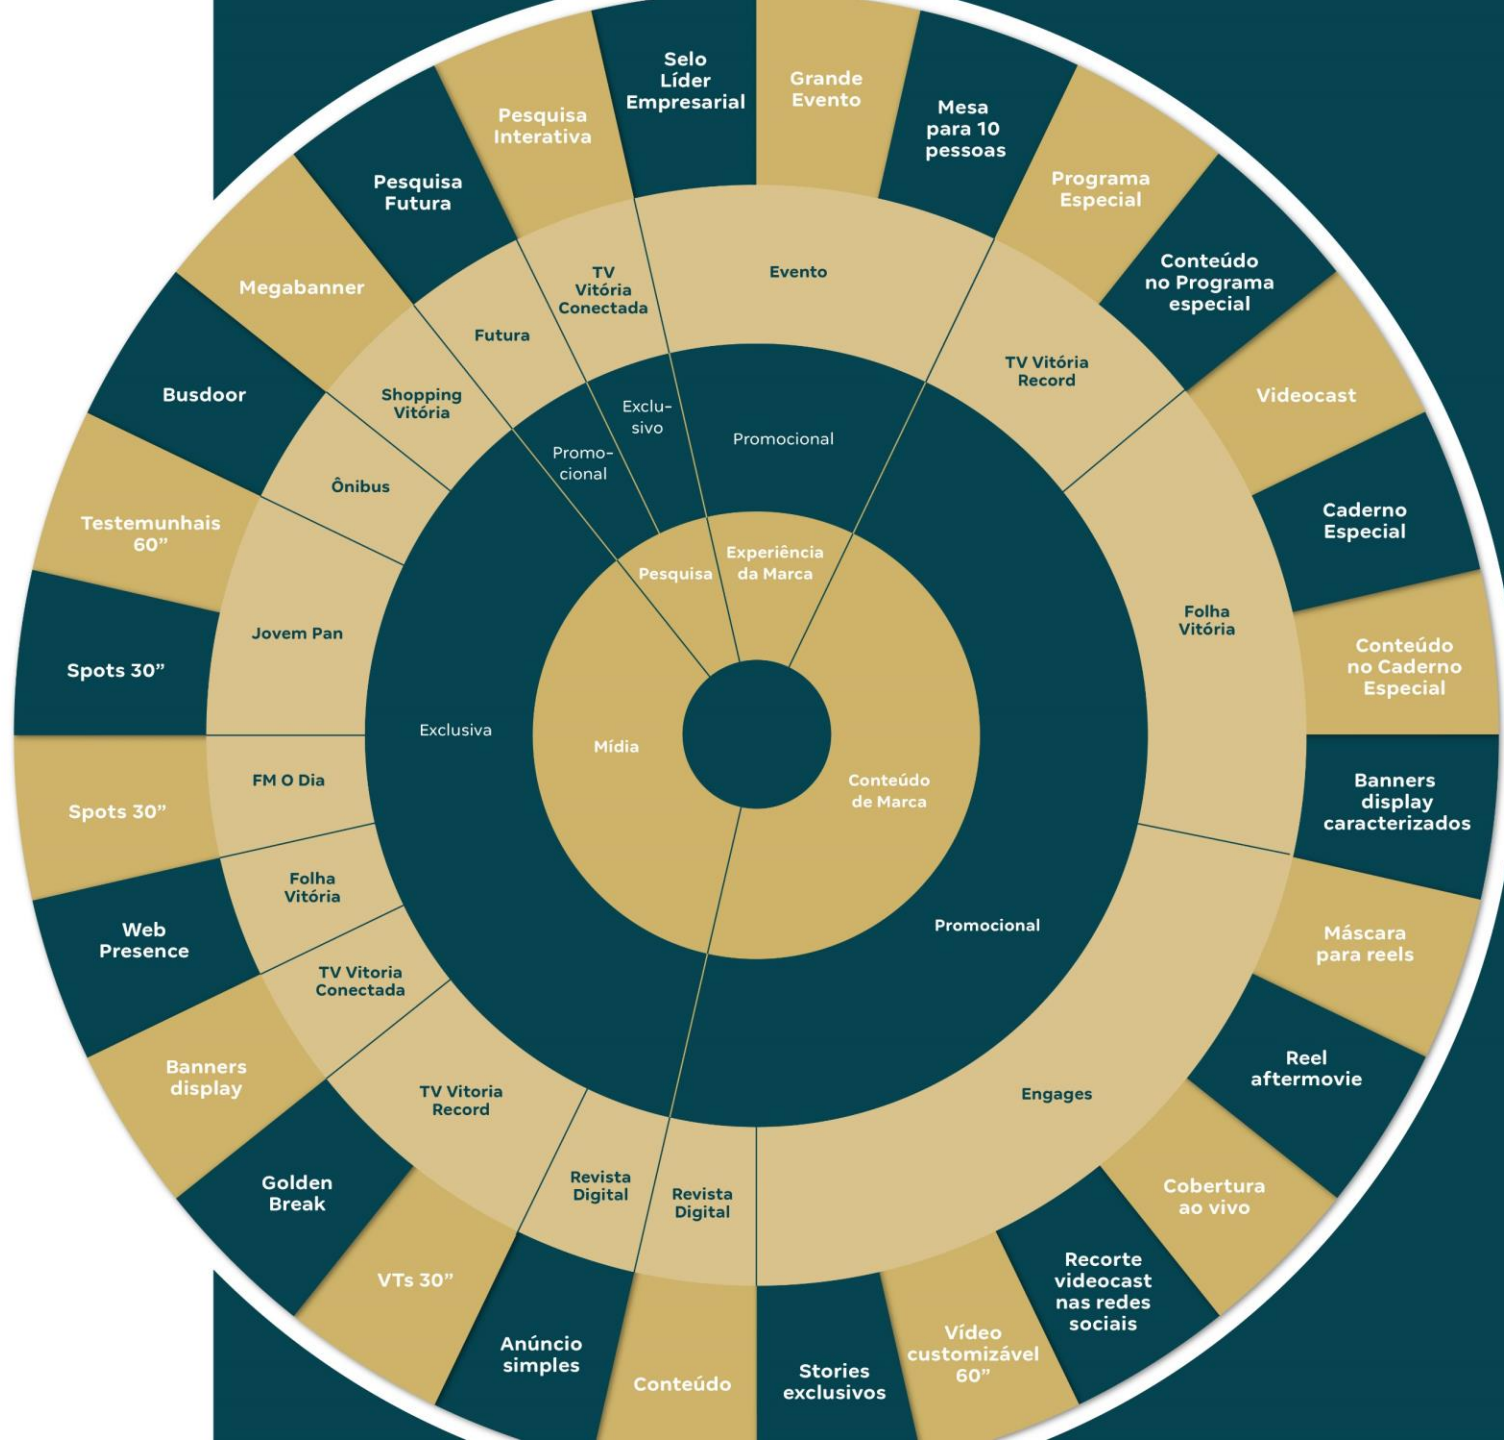 Selo
Líder
Empresarial
Grande
Evento
Mesa
para 10
pessoas
Programa
Especial
Conteúdo
no Programa
especial
Videocast
Caderno
Especial
Conteúdo
no Caderno
Especial
Banners
display
caracterizados
Máscara
para reels
Reel
aftermovie
Cobertura
ao vivo
Recorte
videocast
nas redes
sociais
Vídeo
customizável
60”
Stories
exclusivos
Conteúdo
Anúncio
simples
VTs 30”
Golden
Break
Banners
display
Web
Presence
Spots 30”
Spots 30”
Testemunhais
60”
Busdoor
Megabanner
Pesquisa
Futura
Pesquisa
Interativa
Evento
TV Vitória
Record
Folha
Vitória
Engages
Revista
Digital
Revista
Digital
TV Vitoria
Record
TV Vitoria
Conectada
Folha
Vitória
FM O Dia
Jovem Pan
Ônibus
Shopping
Vitória
Futura
TV
Vitória
Conectada
Promocional
Promocional
Exclusiva
Promo-
cional
Exclu-
sivo
Experiência
da Marca
Conteúdo
de Marca
Mídia
Pesquisa